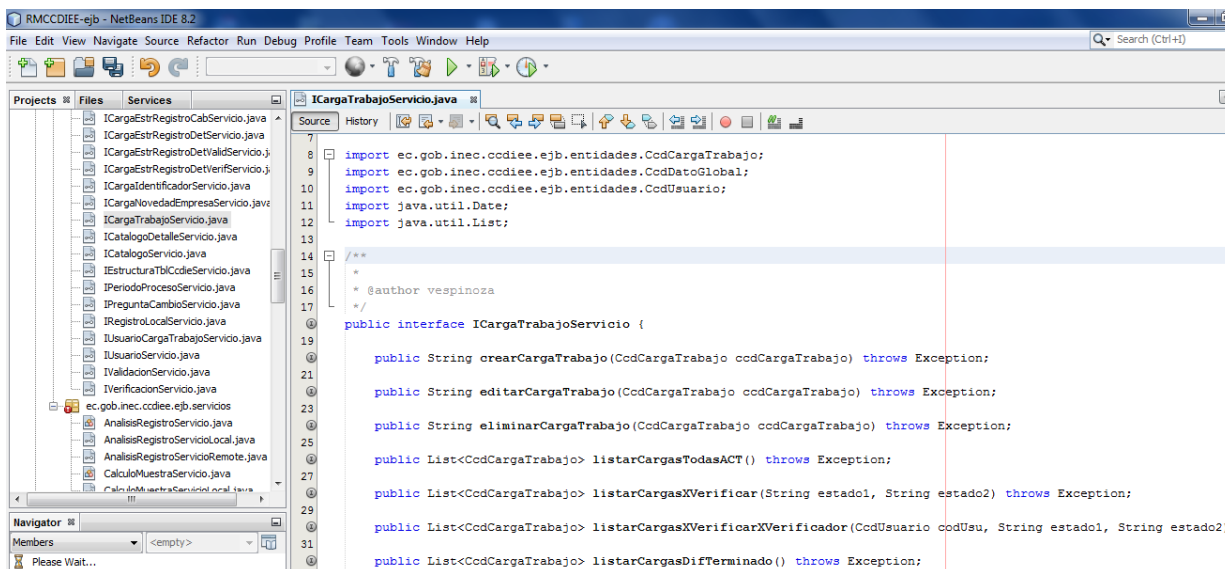 RMCCDIEE-ejb - NetBeans IDE 8.2
File Edit View Navigate Source Refactor Run Debug Profile Team Tools Window Help
Search (Ctrl+I)
Projects Files Services
ICargaEstrRegistroCabServicio.java
ICargaEstrRegistroDetServicio.java
ICargaEstrRegistroDetValidServicio.j
ICargaEstrRegistroDetVerifServicio.j
ICargaIdentificadorServicio.java
ICargaNovedadEmpresaServicio.java
ICargaTrabajoServicio.java
ICatalogoDetalleServicio.java
ICatalogoServicio.java
IEstructuraTblCcdieServicio.java
IPeriodoProcesoServicio.java
IPreguntaCambioServicio.java
IRegistroLocalServicio.java
IUsuarioCargaTrabajoServicio.java
IUsuarioServicio.java
IValidacionServicio.java
IVerificacionServicio.java
ec.gob.inec.ccdiee.ejb.servicios
AnalisisRegistroServicio.java
AnalisisRegistroServicioLocal.java
AnalisisRegistroServicioRemote.java
CalculoMuestraServicio.java
CalculoMuestraServicioLocal.java
Navigator
Members <empty>
Please Wait...
ICargaTrabajoServicio.java
Source History
7
8 import ec.gob.inec.ccdiee.ejb.entidades.CcdCargaTrabajo;
9 import ec.gob.inec.ccdiee.ejb.entidades.CcdDatoGlobal;
10 import ec.gob.inec.ccdiee.ejb.entidades.CcdUsuario;
11 import java.util.Date;
12 import java.util.List;
13
14 /**
15 *
16 * @author vespinoza
17 */
public interface ICargaTrabajoServicio {
19
public String crearCargaTrabajo(CcdCargaTrabajo ccdCargaTrabajo) throws Exception;
21
public String editarCargaTrabajo(CcdCargaTrabajo ccdCargaTrabajo) throws Exception;
23
public String eliminarCargaTrabajo(CcdCargaTrabajo ccdCargaTrabajo) throws Exception;
25
public List<CcdCargaTrabajo> listarCargasTodasACT() throws Exception;
27
public List<CcdCargaTrabajo> listarCargasXVerificar(String estado1, String estado2) throws Exception;
29
public List<CcdCargaTrabajo> listarCargasXVerificarXVerificador(CcdUsuario codUsu, String estado1, String estado2)
31
public List<CcdCargaTrabajo> listarCargasDifTerminado() throws Exception;